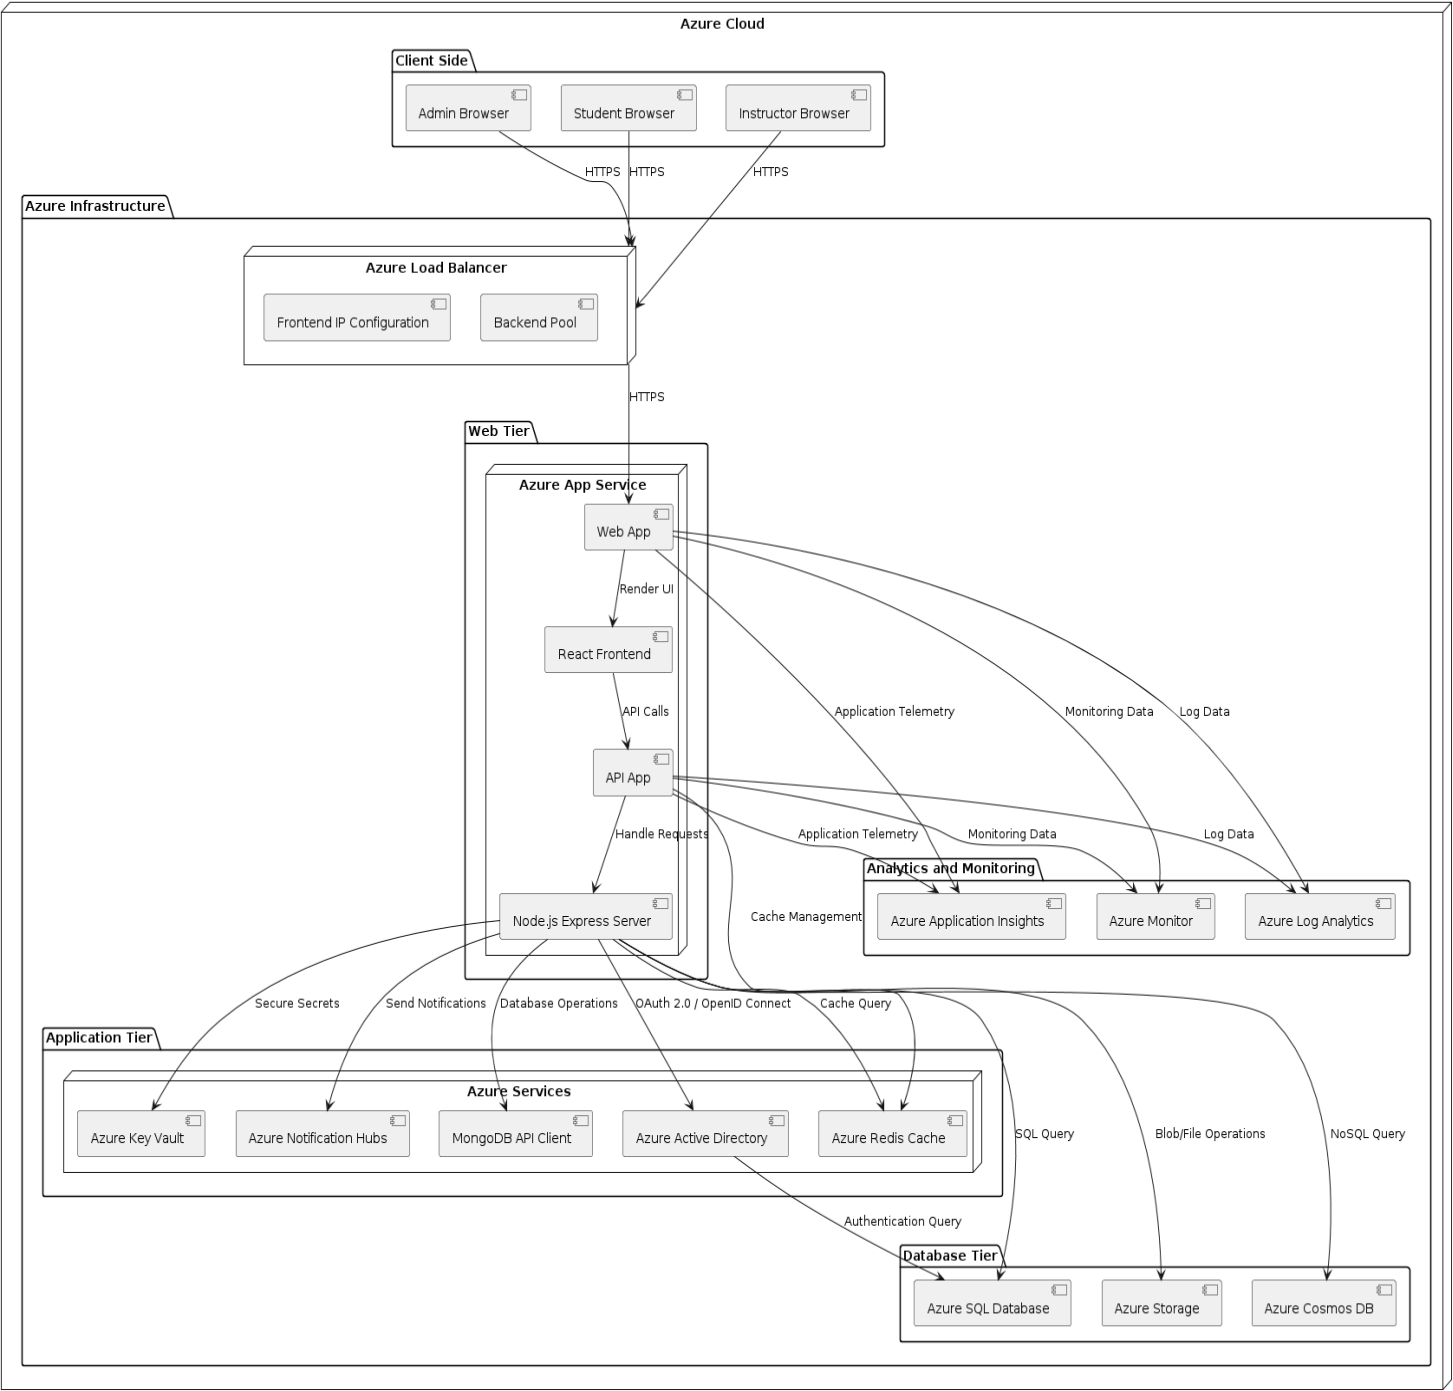 Azure Cloud
Client Side
Admin Browser
Student Browser
Instructor Browser
HTTPS
HTTPS
HTTPS
Azure Infrastructure
Azure Load Balancer
Frontend IP Configuration
Backend Pool
HTTPS
Web Tier
Azure App Service
Web App
Render UI
React Frontend
API Calls
Application Telemetry
Monitoring Data
Log Data
API App
Handle Requests
Application Telemetry
Monitoring Data
Log Data
Analytics and Monitoring
Node.js Express Server
Cache Management
Azure Application Insights
Azure Monitor
Azure Log Analytics
Secure Secrets
Send Notifications
Database Operations
OAuth 2.0 / OpenID Connect
Cache Query
Application Tier
Azure Services
Azure Key Vault
Azure Notification Hubs
MongoDB API Client
Azure Active Directory
Azure Redis Cache
SQL Query
Blob/File Operations
NoSQL Query
Authentication Query
Database Tier
Azure SQL Database
Azure Storage
Azure Cosmos DB